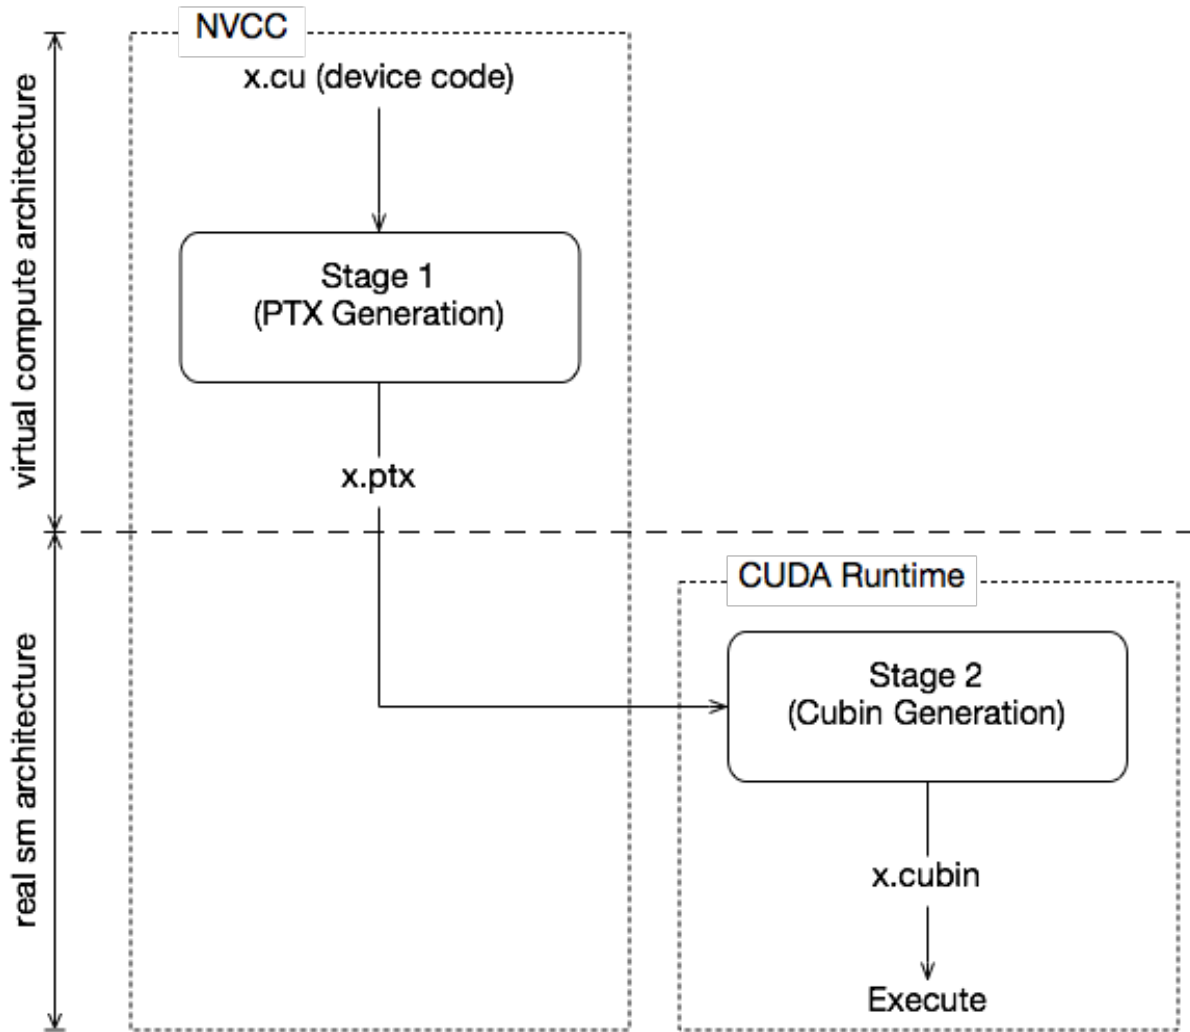 NVCC
x.cu (device code)
virtual compute architecture
Stage 1
(PTX Generation)
x.ptx
CUDA Runtime
real sm architecture
Stage 2
(Cubin Generation)
x.cubin
Execute